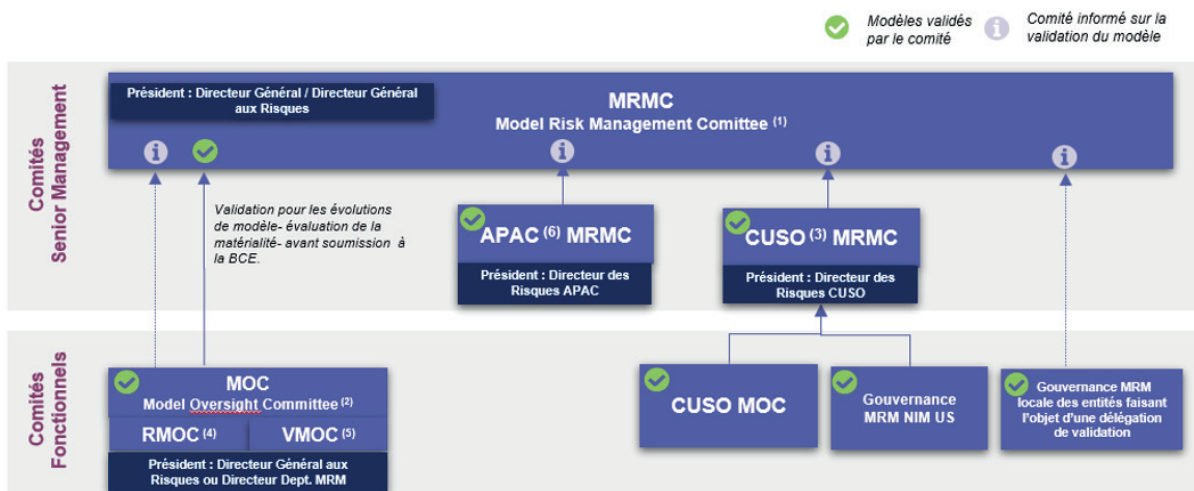 Modèles validés
par le comité
Comité informé sur la
validation du modèle
Comités
Senior Management
Président : Directeur Général / Directeur Général
aux Risques
MRMC
Model Risk Management Comittee (1)
Validation pour les évolutions
de modèle- évaluation de la
matérialité- avant soumission à
la BCE.
APAC (6) MRMC
Président : Directeur des
Risques APAC
CUSO (3) MRMC
Président : Directeur des
Risques CUSO
Comités
Fonctionnels
MOC
Model Oversight Committee (2)
RMOC (4)
VMOC (5)
Président : Directeur Général aux
Risques ou Directeur Dept. MRM
CUSO MOC
Gouvernance
MRM NIM US
Gouvernance MRM
locale des entités faisant
l'objet d'une délégation
de validation